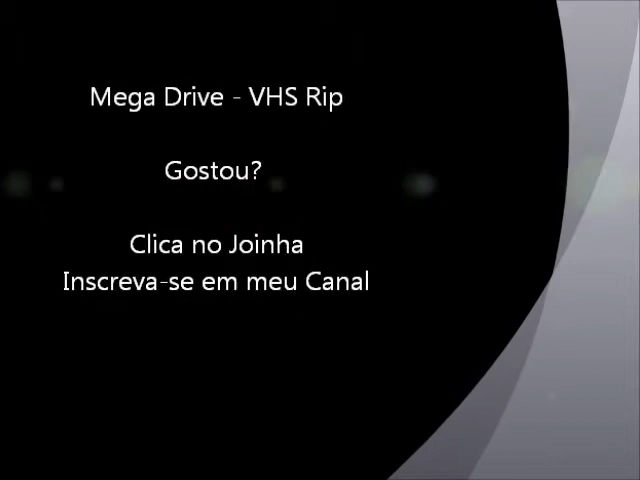 Mega Drive - VHS Rip
Gostou?
Clica no Joinha
Inscreva-se em meu Canal